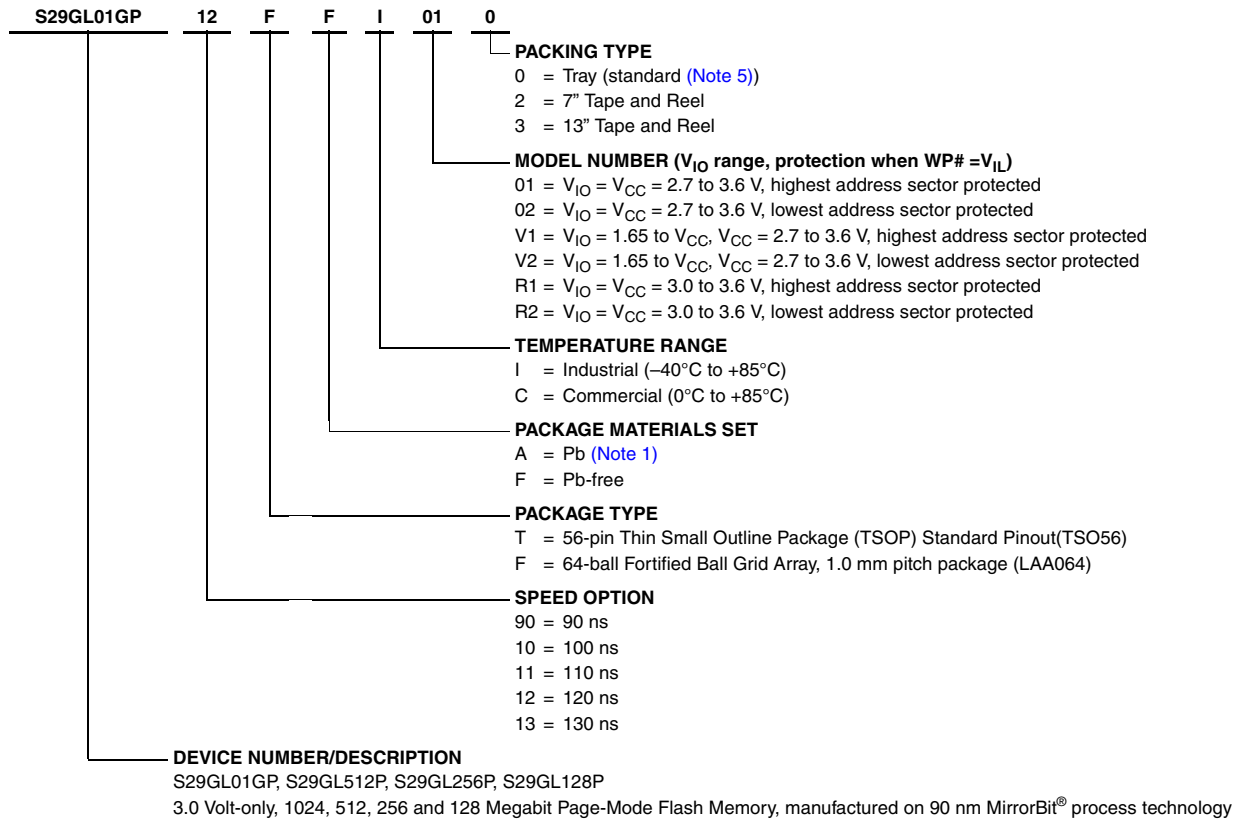 S29GL01GP 12 F F I 01 0
PACKING TYPE
0 = Tray (standard (Note 5))
2 = 7” Tape and Reel
3 = 13” Tape and Reel
MODEL NUMBER (VIO range, protection when WP# =VIL)
01 = VIO = VCC = 2.7 to 3.6 V, highest address sector protected
02 = VIO = VCC = 2.7 to 3.6 V, lowest address sector protected
V1 = VIO = 1.65 to VCC, VCC = 2.7 to 3.6 V, highest address sector protected
V2 = VIO = 1.65 to VCC, VCC = 2.7 to 3.6 V, lowest address sector protected
R1 = VIO = VCC = 3.0 to 3.6 V, highest address sector protected
R2 = VIO = VCC = 3.0 to 3.6 V, lowest address sector protected
TEMPERATURE RANGE
I = Industrial (–40°C to +85°C)
C = Commercial (0°C to +85°C)
PACKAGE MATERIALS SET
A = Pb (Note 1)
F = Pb-free
PACKAGE TYPE
T = 56-pin Thin Small Outline Package (TSOP) Standard Pinout(TSO56)
F = 64-ball Fortified Ball Grid Array, 1.0 mm pitch package (LAA064)
SPEED OPTION
90 = 90 ns
10 = 100 ns
11 = 110 ns
12 = 120 ns
13 = 130 ns
DEVICE NUMBER/DESCRIPTION
S29GL01GP, S29GL512P, S29GL256P, S29GL128P
3.0 Volt-only, 1024, 512, 256 and 128 Megabit Page-Mode Flash Memory, manufactured on 90 nm MirrorBit® process technology